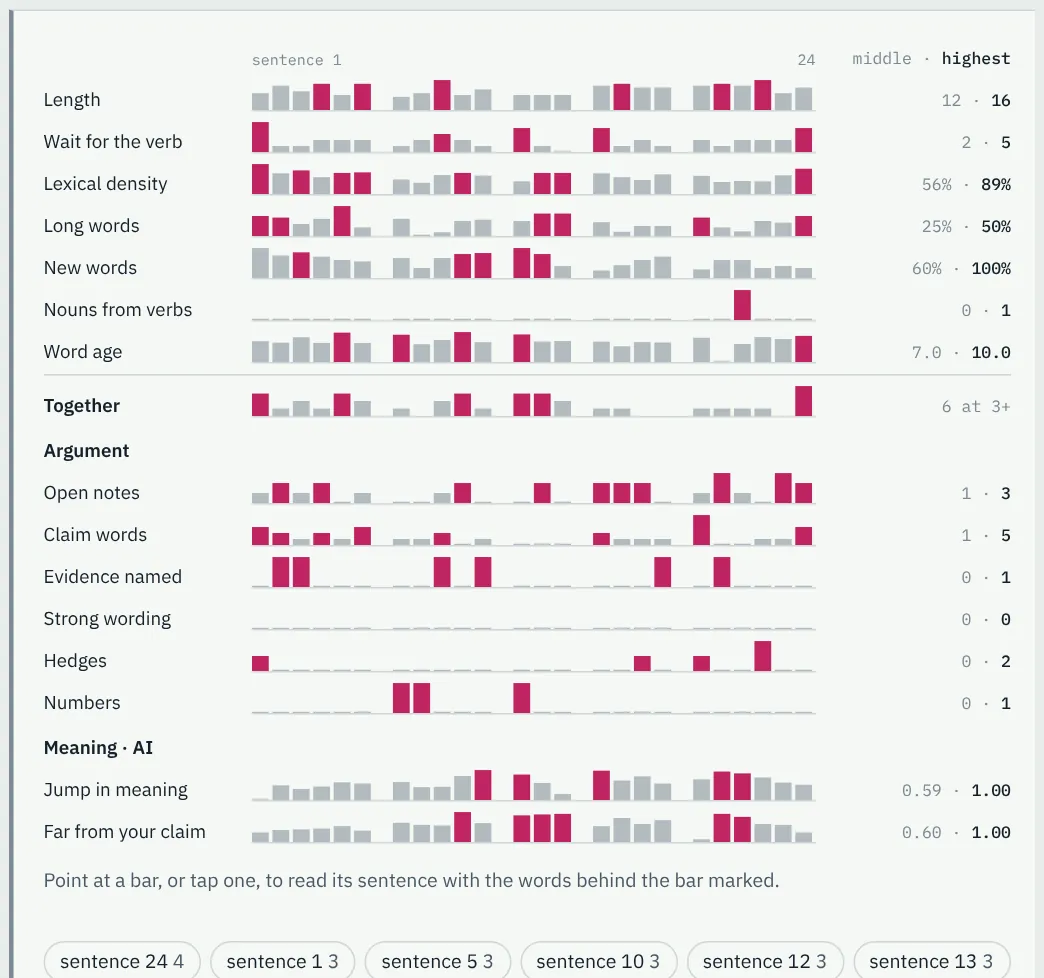 sentence 1 24 middle · highest
Length 12 · 16
Wait for the verb 2 · 5
Lexical density 56% · 89%
Long words 25% · 50%
New words 60% · 100%
Nouns from verbs 0 · 1
Word age 7.0 · 10.0
Together 6 at 3+
Argument
Open notes 1 · 3
Claim words 1 · 5
Evidence named 0 · 1
Strong wording 0 · 0
Hedges 0 · 2
Numbers 0 · 1
Meaning · AI
Jump in meaning 0.59 · 1.00
Far from your claim 0.60 · 1.00
Point at a bar, or tap one, to read its sentence with the words behind the bar marked.
sentence 24 4 sentence 1 3 sentence 5 3 sentence 10 3 sentence 12 3 sentence 13 3